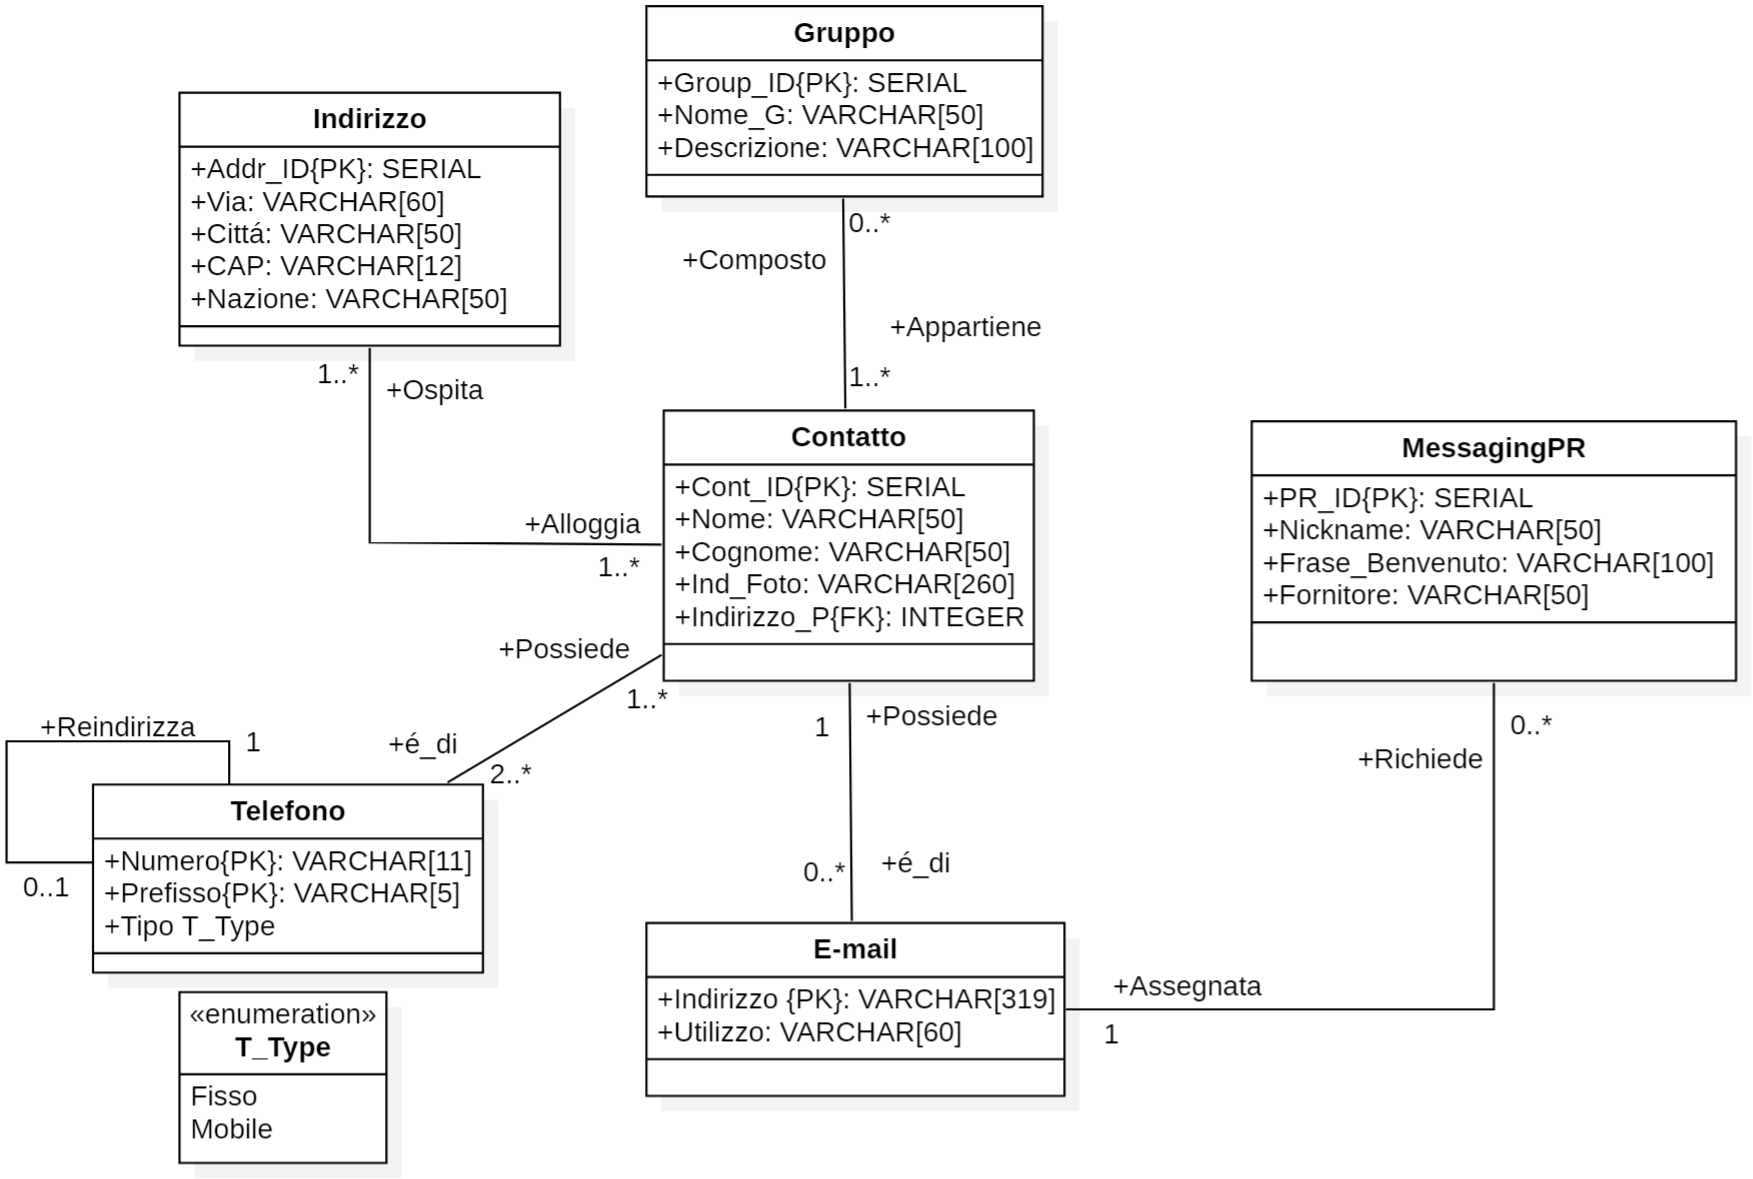 Gruppo
+Group_ID{PK}: SERIAL
+Nome_G: VARCHAR[50]
+Descrizione: VARCHAR[100]
Indirizzo
+Addr_ID{PK}: SERIAL
+Via: VARCHAR[60]
+Cittá: VARCHAR[50]
+CAP: VARCHAR[12]
+Nazione: VARCHAR[50]
0..*
+Composto
+Appartiene
1..*
1..*
+Ospita
+Alloggia
1..*
Contatto
+Cont_ID{PK}: SERIAL
+Nome: VARCHAR[50]
+Cognome: VARCHAR[50]
+Ind_Foto: VARCHAR[260]
+Indirizzo_P{FK}: INTEGER
MessagingPR
+PR_ID{PK}: SERIAL
+Nickname: VARCHAR[50]
+Frase_Benvenuto: VARCHAR[100]
+Fornitore: VARCHAR[50]
+Possiede
1..*
+é_di
2..*
+Reindirizza
1
0..1
Telefono
+Numero{PK}: VARCHAR[11]
+Prefisso{PK}: VARCHAR[5]
+Tipo T_Type
1
+Possiede
0..*
+é_di
0..*
+Richiede
+Assegnata
1
E-mail
+Indirizzo {PK}: VARCHAR[319]
+Utilizzo: VARCHAR[60]
«enumeration»
T_Type
Fisso
Mobile